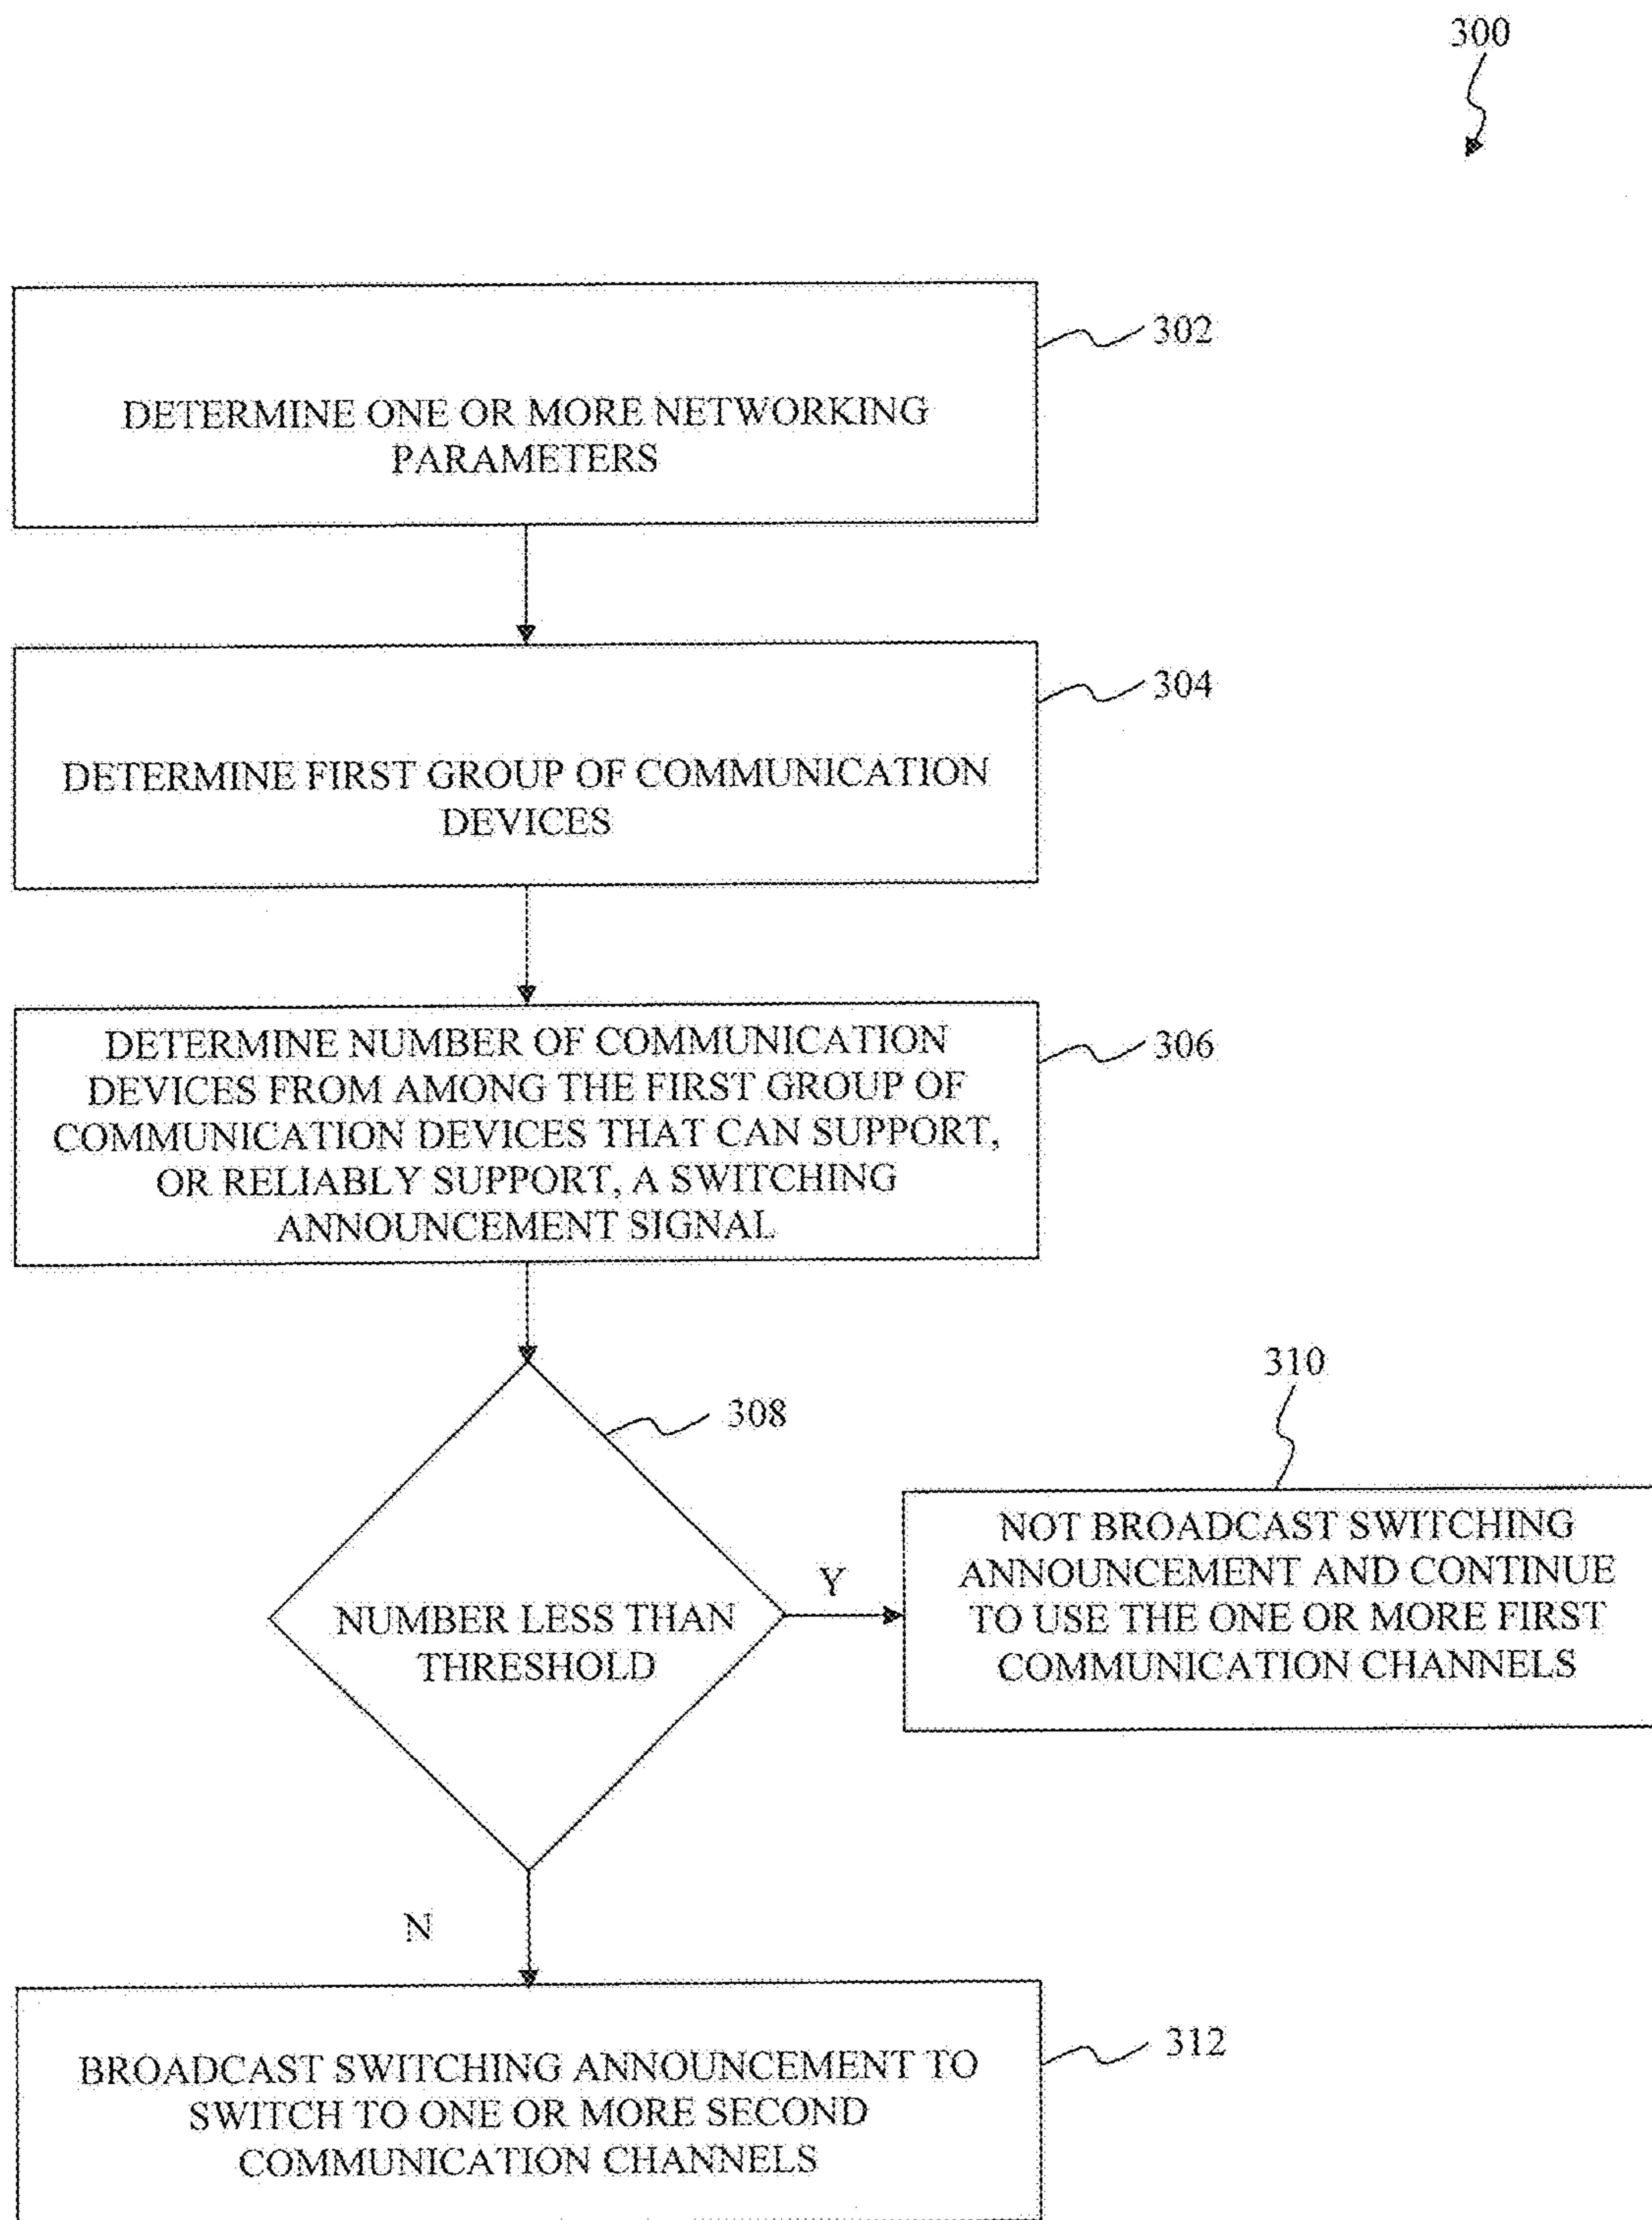 300
302
DETERMINE ONE OR MORE NETWORKING
PARAMETERS
304
DETERMINE FIRST GROUP OF COMMUNICATION
DEVICES
306
DETERMINE NUMBER OF COMMUNICATION
DEVICES FROM AMONG THE FIRST GROUP OF
COMMUNICATION DEVICES THAT CAN SUPPORT,
OR RELIABLY SUPPORT, A SWITCHING
ANNOUNCEMENT SIGNAL
308
NUMBER LESS THAN
THRESHOLD
Y
310
NOT BROADCAST SWITCHING
ANNOUNCEMENT AND CONTINUE
TO USE THE ONE OR MORE FIRST
COMMUNICATION CHANNELS
N
312
BROADCAST SWITCHING ANNOUNCEMENT TO
SWITCH TO ONE OR MORE SECOND
COMMUNICATION CHANNELS